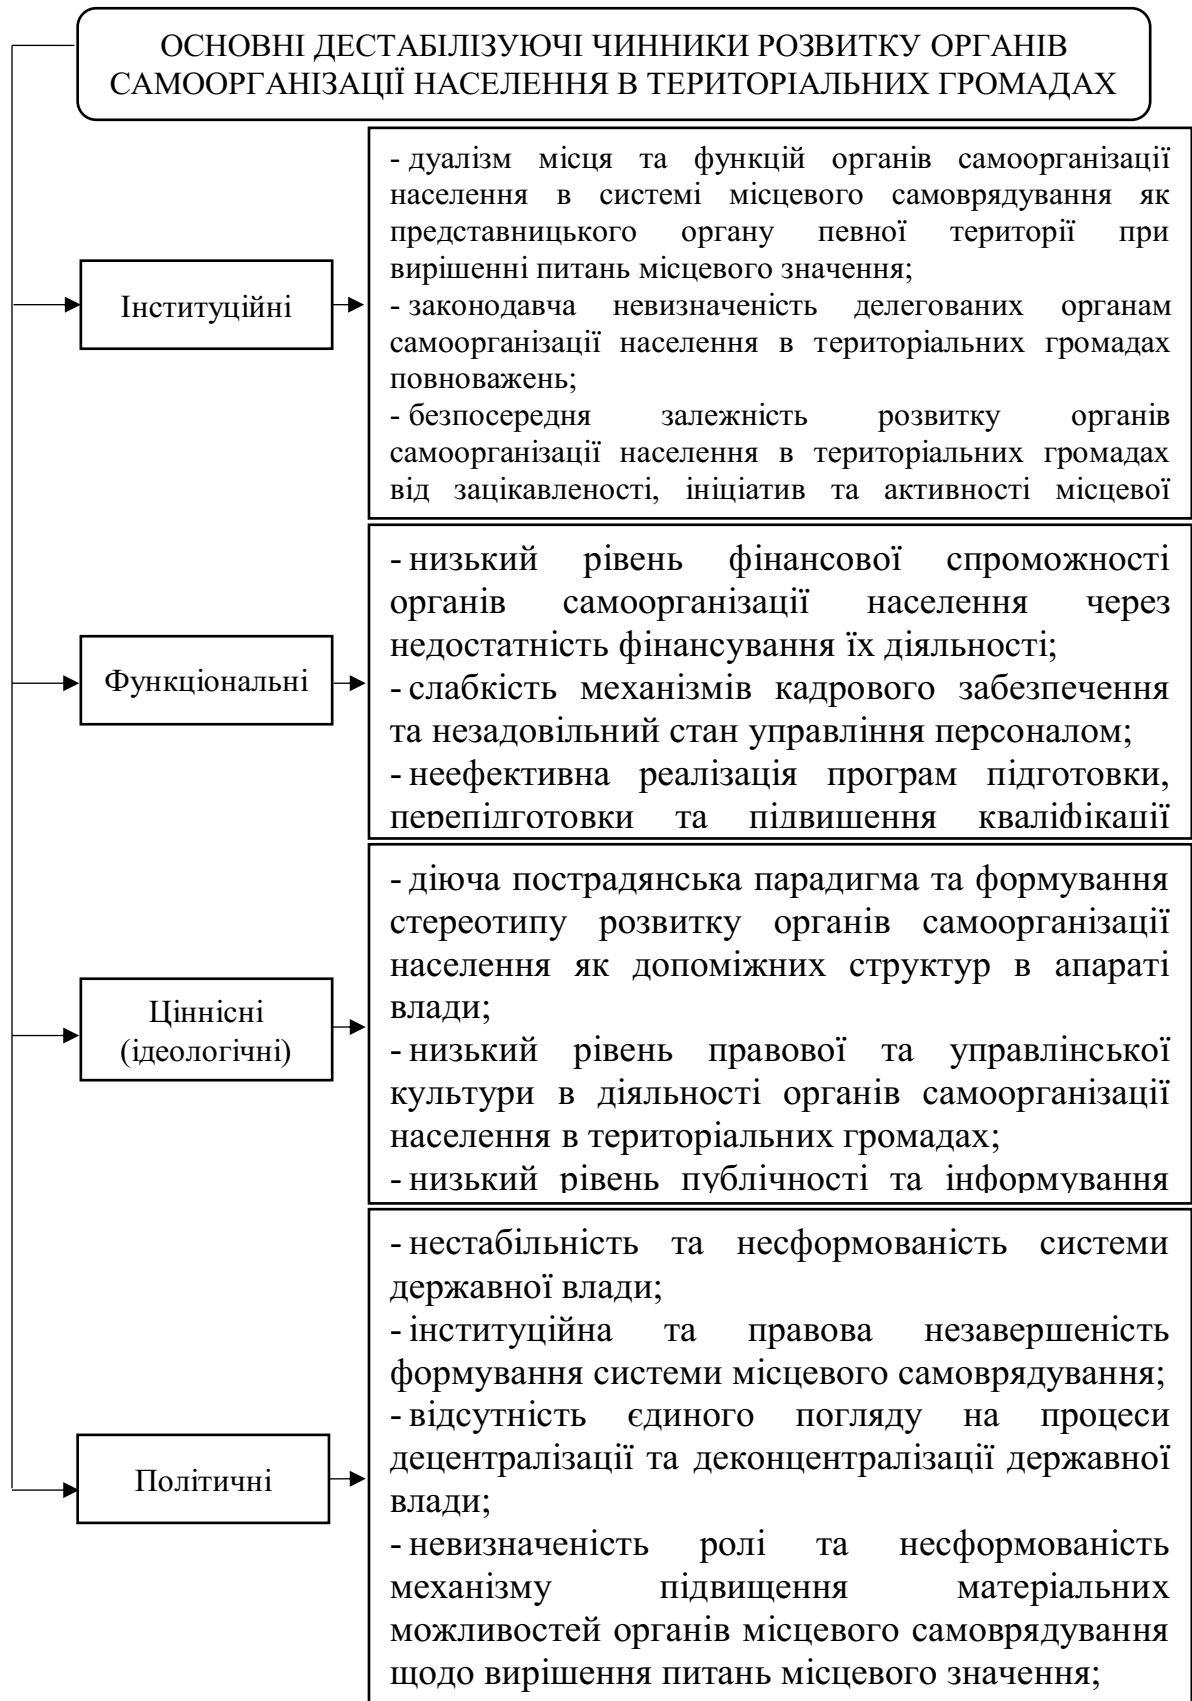 ОСНОВНІ ДЕСТАБІЛІЗУЮЧІ ЧИННИКИ РОЗВИТКУ ОРГАНІВ
САМООРГАНІЗАЦІЇ НАСЕЛЕННЯ В ТЕРИТОРІАЛЬНИХ ГРОМАДАХ
Інституційні
- дуалізм місця та функцій органів самоорганізації
населення в системі місцевого самоврядування як
представницького органу певної території при
вирішенні питань місцевого значення;
- законодавча невизначеність делегованих органам
самоорганізації населення в територіальних громадах
повноважень;
- безпосередня залежність розвитку органів
самоорганізації населення в територіальних громадах
від зацікавленості, ініціатив та активності місцевої
Функціональні
- низький рівень фінансової спроможності
органів самоорганізації населення через
недостатність фінансування їх діяльності;
- слабкість механізмів кадрового забезпечення
та незадовільний стан управління персоналом;
- неефективна реалізація програм підготовки,
перепідготовки та підвищення кваліфікації
Ціннісні
(ідеологічні)
- діюча пострадянська парадигма та формування
стереотипу розвитку органів самоорганізації
населення як допоміжних структур в апараті
влади;
- низький рівень правової та управлінської
культури в діяльності органів самоорганізації
населення в територіальних громадах;
- низький рівень публічності та інформування
Політичні
- нестабільність та несформованість системи
державної влади;
- інституційна та правова незавершеність
формування системи місцевого самоврядування;
- відсутність єдиного погляду на процеси
децентралізації та деконцентралізації державної
влади;
- невизначеність ролі та несформованість
механізму підвищення матеріальних
можливостей органів місцевого самоврядування
щодо вирішення питань місцевого значення;